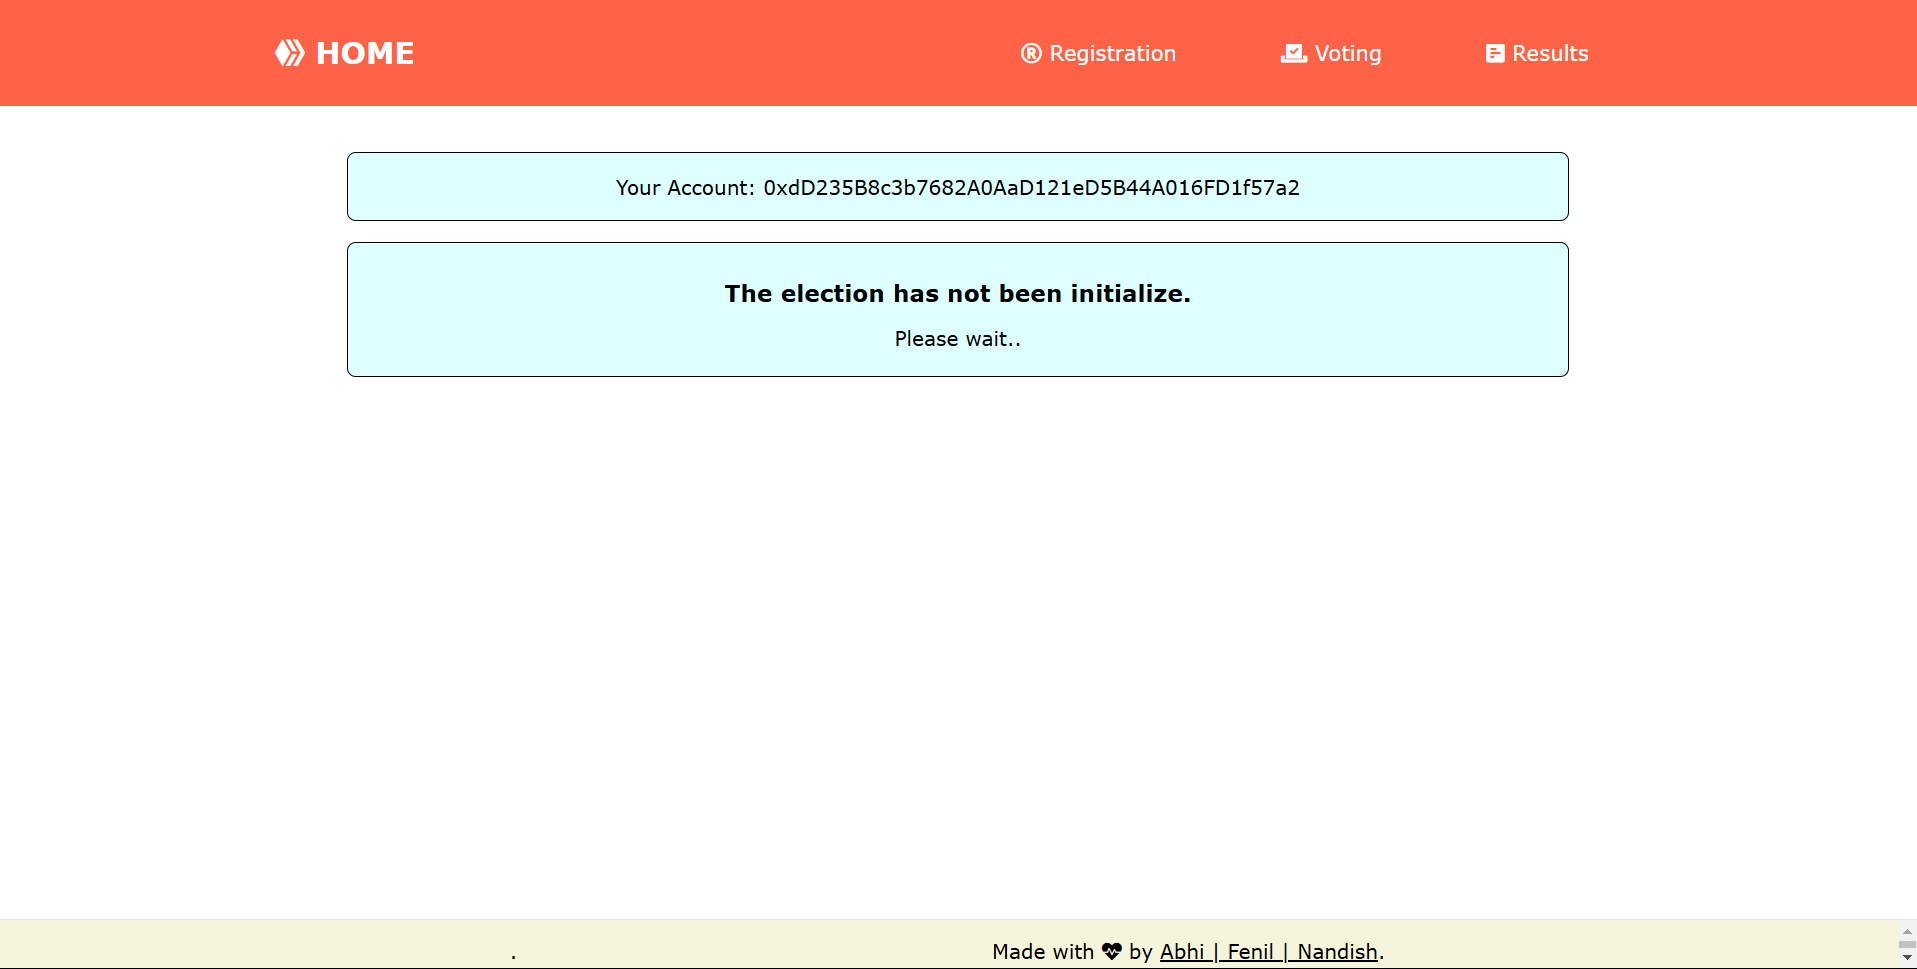 HOME Registration Voting Results
Your Account: 0xdD235B8c3b7682A0AaD121eD5B44A016FD1f57a2
The election has not been initialize.
Please wait..
. Made with by Abhi | Fenil | Nandish.